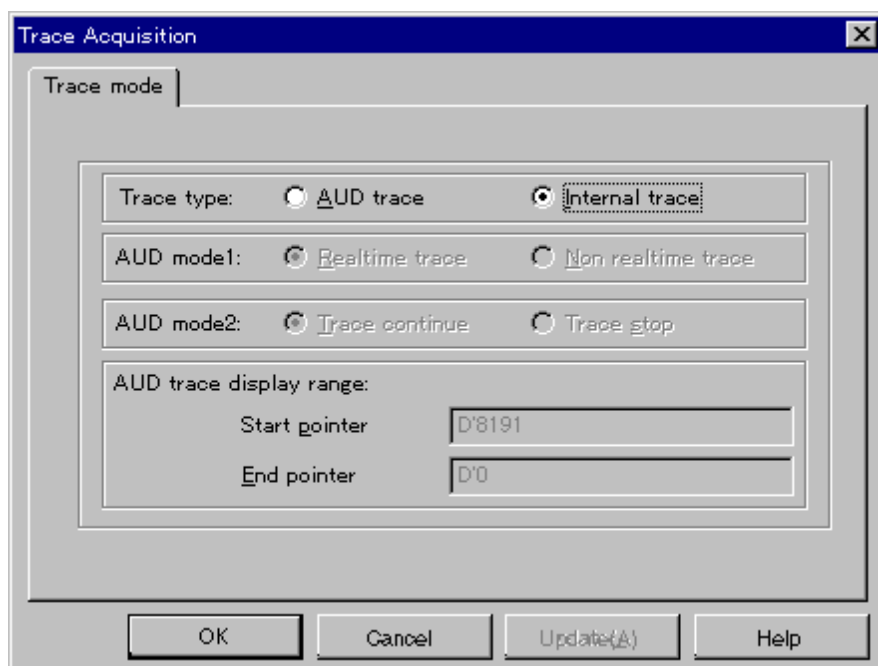 Trace Acquisition
Trace mode
Trace type: AUD trace Internal trace
AUD mode1: Realtime trace Non realtime trace
AUD mode2: Trace continue Trace stop
AUD trace display range:
Start pointer D'8191
End pointer D'0
OK Cancel Update(A) Help